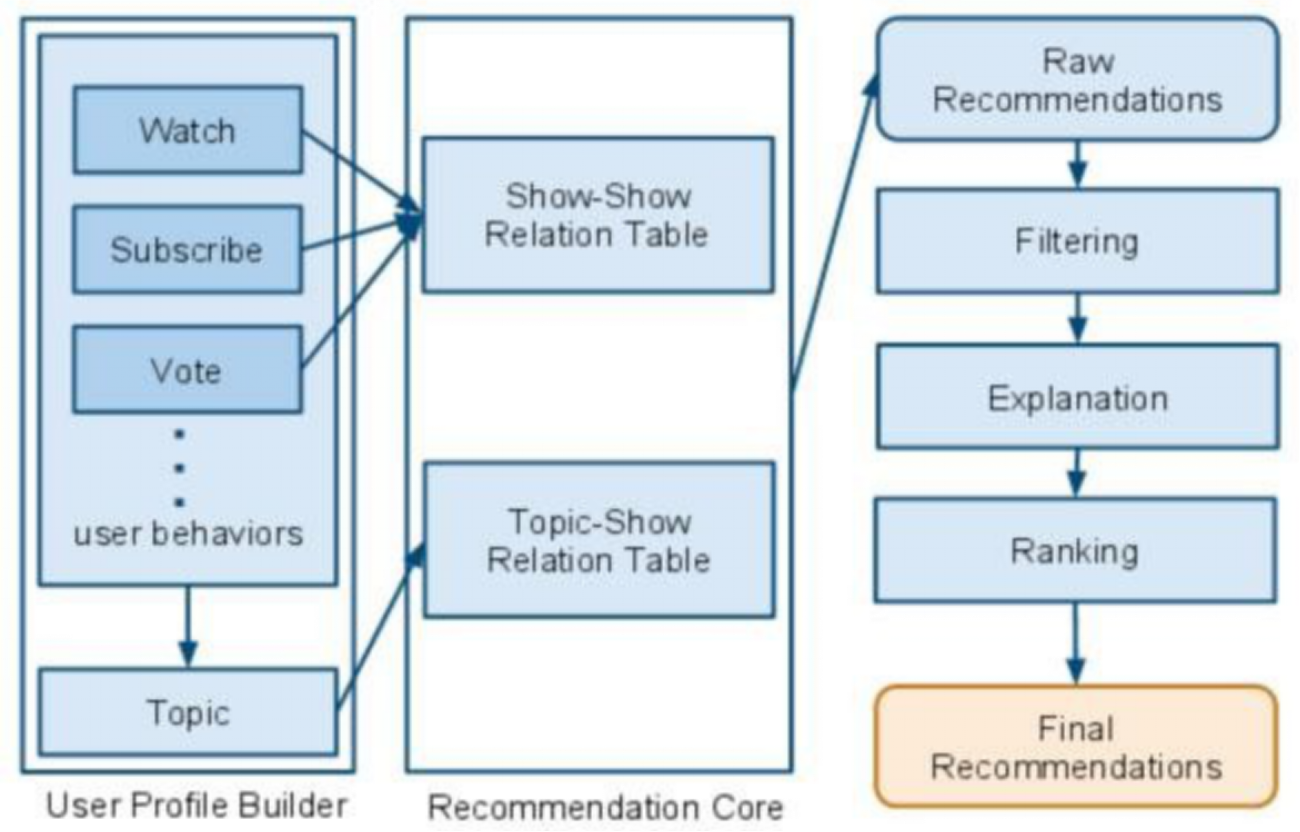 Watch
Subscribe
Vote
user behaviors
Topic
User Profile Builder
Show-Show
Relation Table
Topic-Show
Relation Table
Recommendation Core
Raw
Recommendations
Filtering
Explanation
Ranking
Final
Recommendations